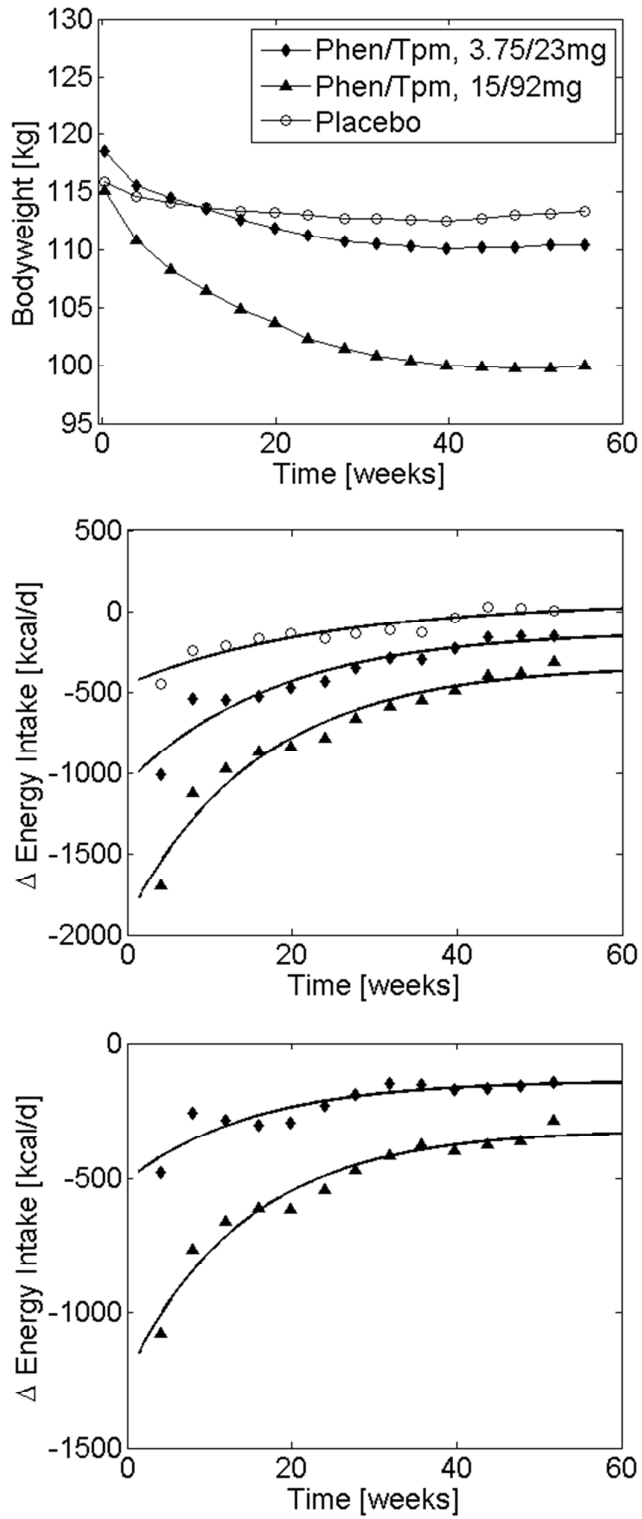 130
125
120
115
110
105
100
95
Bodyweight [kg]
Phen/Tpm, 3.75/23mg
Phen/Tpm, 15/92mg
Placebo
0 20 40 60
Time [weeks]
500
0
-500
-1000
-1500
-2000
Δ Energy Intake [kcal/d]
0 20 40 60
Time [weeks]
0
-500
-1000
-1500
Δ Energy Intake [kcal/d]
0 20 40 60
Time [weeks]